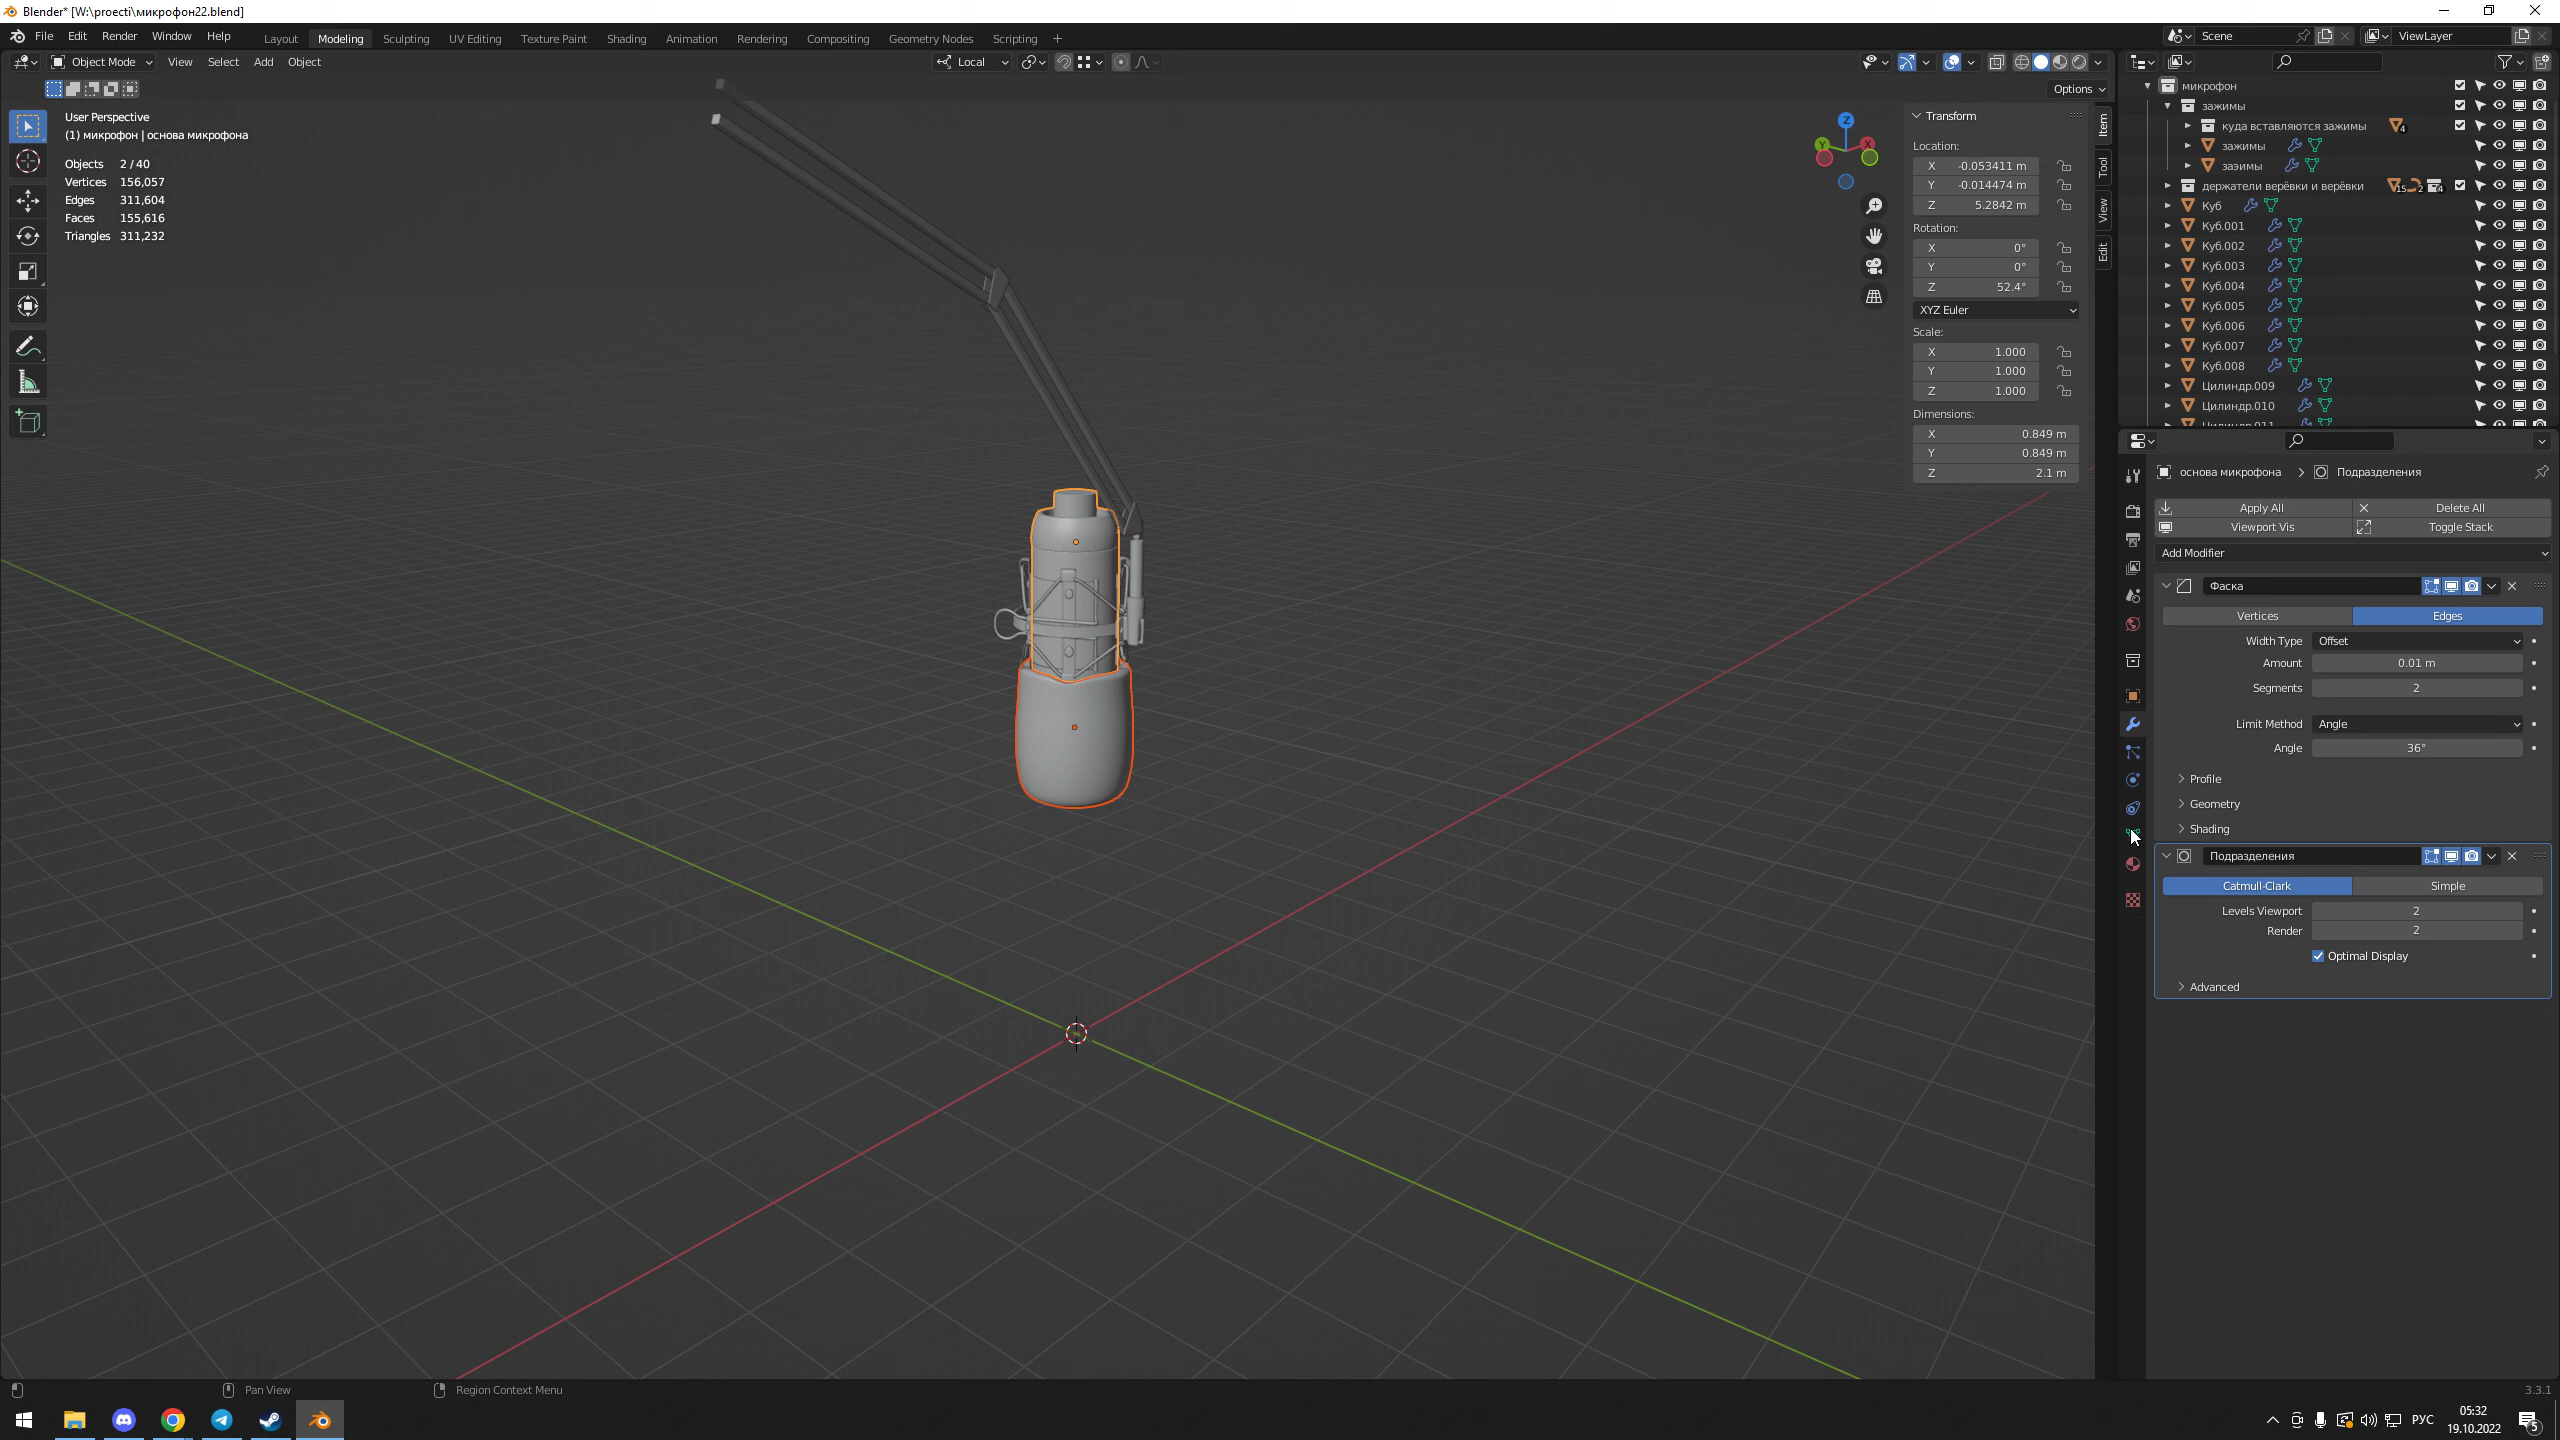 Blender* [W:\proecti\микрофон22.blend]
File Edit Render Window Help
Layout Modeling Sculpting UV Editing Texture Paint Shading Animation Rendering Compositing Geometry Nodes Scripting +
Scene
ViewLayer
Object Mode View Select Add Object
Local
Options
User Perspective
(1) микрофон | основа микрофона
Objects 2 / 40
Vertices 156,057
Edges 311,604
Faces 155,616
Triangles 311,232
Z
Y
X
Transform
Location:
X -0.053411 m
Y -0.014474 m
Z 5.2842 m
Rotation:
X 0°
Y 0°
Z 52.4°
XYZ Euler
Scale:
X 1.000
Y 1.000
Z 1.000
Dimensions:
X 0.849 m
Y 0.849 m
Z 2.1 m
Item
Tool
View
Edit
микрофон
зажимы
куда вставляются зажимы 4
зажимы
заэимы
держатели верёвки и верёвки 15 2 4
Куб
Куб.001
Куб.002
Куб.003
Куб.004
Куб.005
Куб.006
Куб.007
Куб.008
Цилиндр.009
Цилиндр.010
Цилиндр.011
основа микрофона > Подразделения
Apply All Delete All
Viewport Vis Toggle Stack
Add Modifier
Фаска
Vertices Edges
Width Type Offset
Amount 0.01 m
Segments 2
Limit Method Angle
Angle 36°
Profile
Geometry
Shading
Подразделения
Catmull-Clark Simple
Levels Viewport 2
Render 2
Optimal Display
Advanced
Pan View
Region Context Menu
3.3.1
РУС
05:32
19.10.2022
5